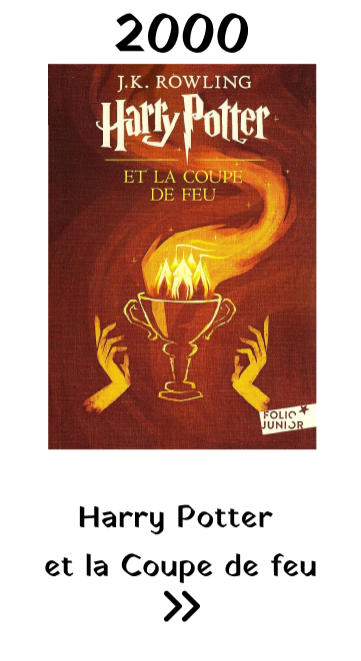 2000
J.K. ROWLING
Harry Potter
ET LA COUPE
DE FEU
FOLIO
JUNIOR
Harry Potter
et la Coupe de feu
>>